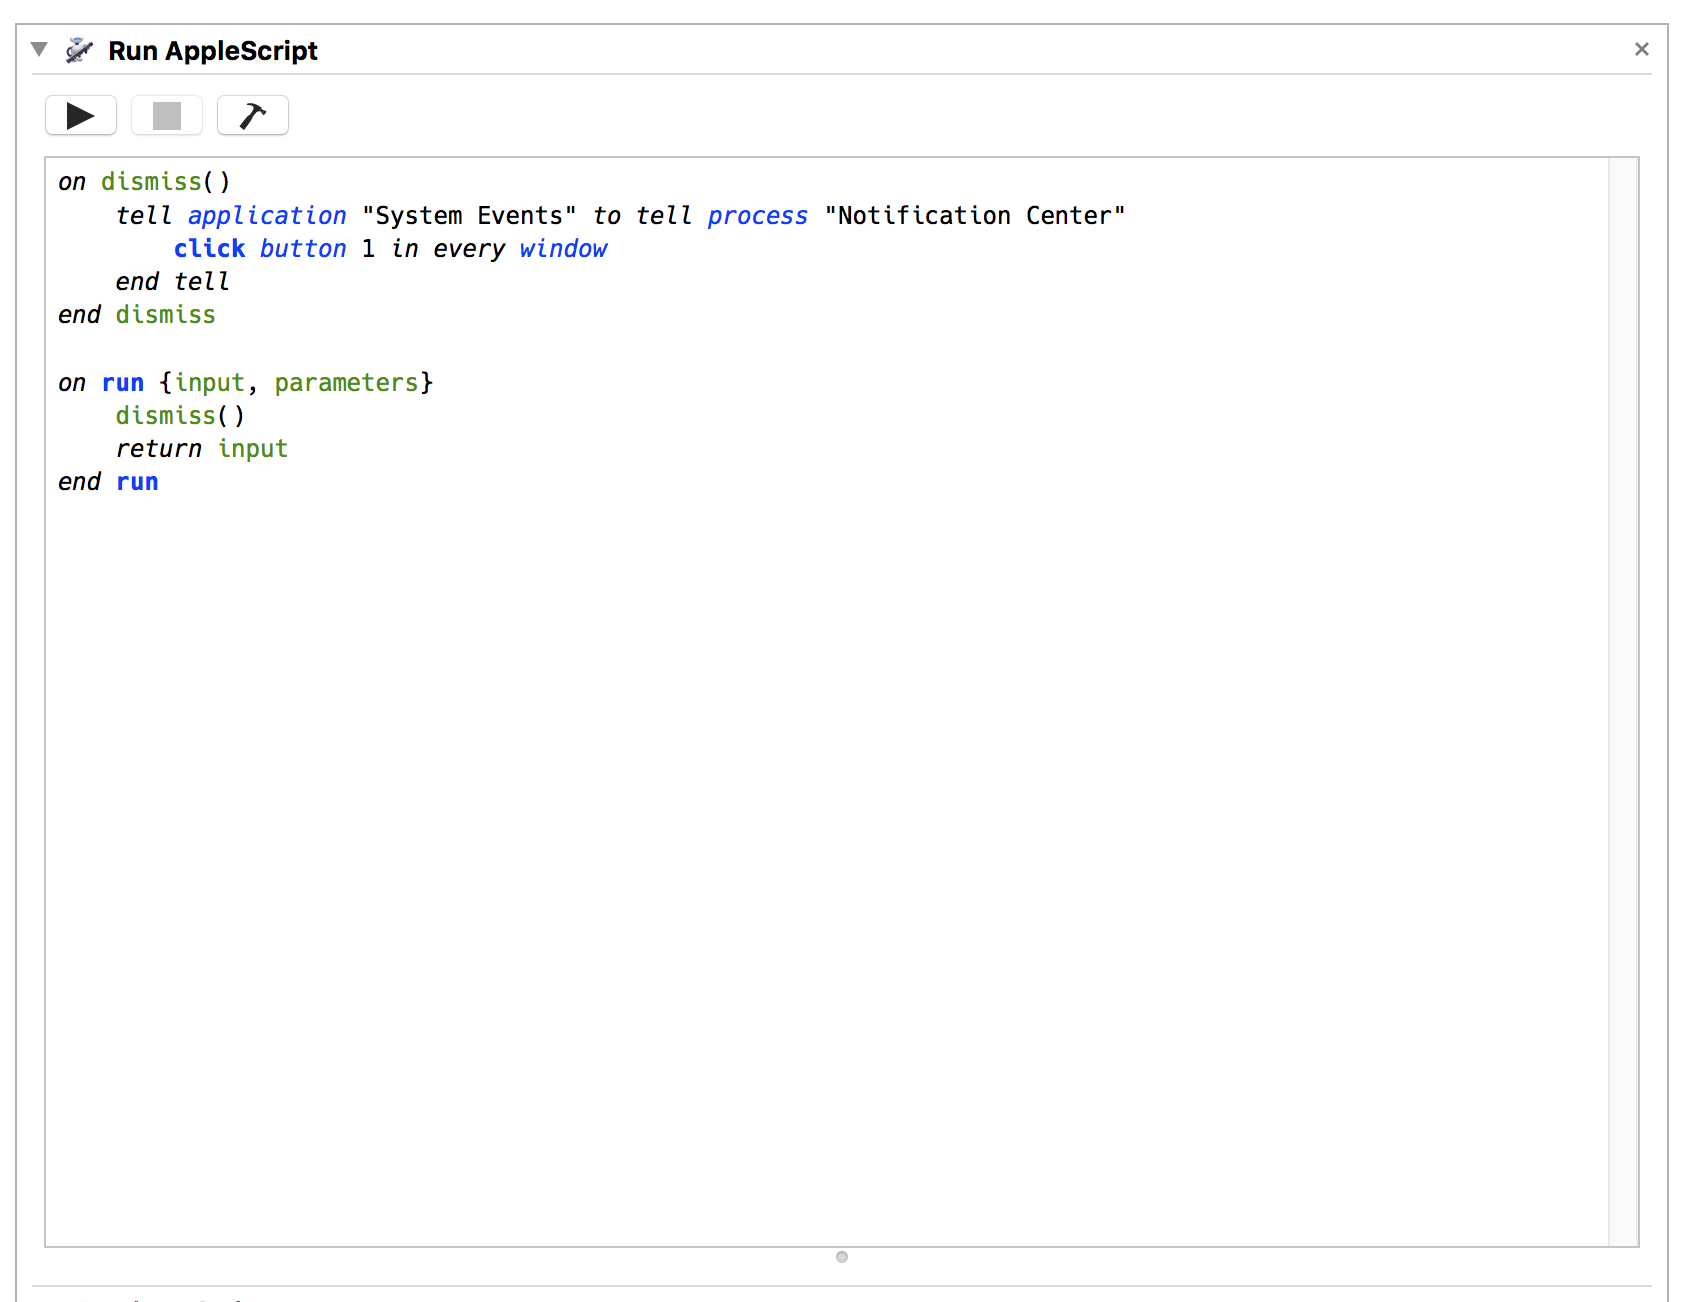 Run AppleScript
on dismiss()
tell application "System Events" to tell process "Notification Center"
click button 1 in every window
end tell
end dismiss
on run {input, parameters}
dismiss()
return input
end run